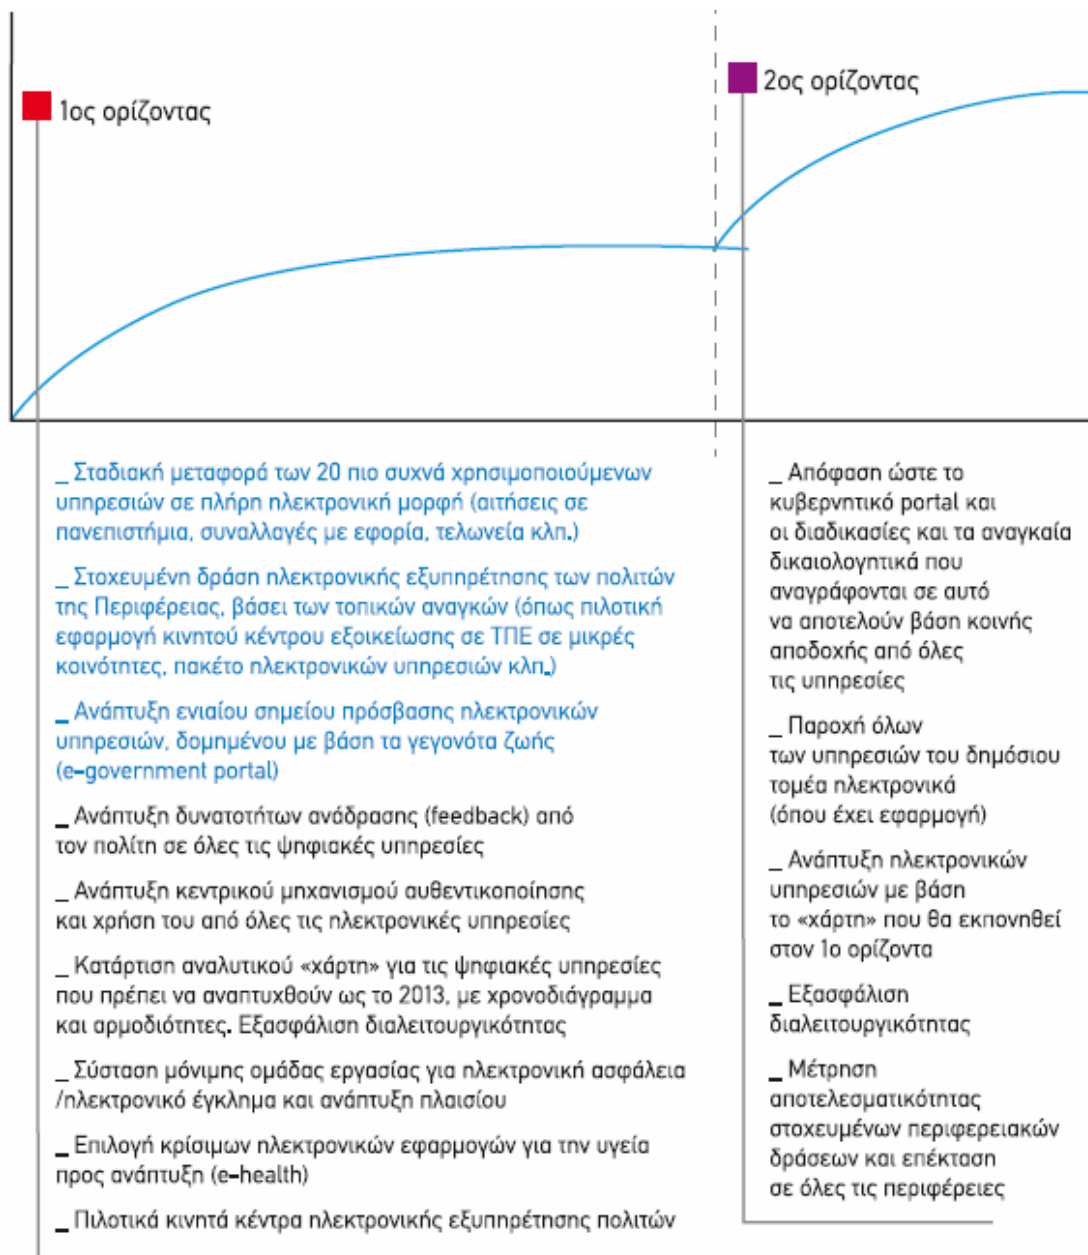 1ος ορίζοντας
_ Σταδιακή μεταφορά των 20 πιο συχνά χρησιμοποιούμενων
υπηρεσιών σε πλήρη ηλεκτρονική μορφή (αιτήσεις σε
πανεπιστήμια, συναλλαγές με εφορία, τελωνεία κλπ.)
_ Στοχευμένη δράση ηλεκτρονικής εξυπηρέτησης των πολιτών
της Περιφέρειας, βάσει των τοπικών αναγκών (όπως πιλοτική
εφαρμογή κινητού κέντρου εξοικείωσης σε ΤΠΕ σε μικρές
κοινότητες, πακέτο ηλεκτρονικών υπηρεσιών κλπ.)
_ Ανάπτυξη ενιαίου σημείου πρόσβασης ηλεκτρονικών
υπηρεσιών, δομημένου με βάση τα γεγονότα ζωής
(e-government portal)
_ Ανάπτυξη δυνατοτήτων ανάδρασης (feedback) από
τον πολίτη σε όλες τις ψηφιακές υπηρεσίες
_ Ανάπτυξη κεντρικού μηχανισμού αυθεντικοποίησης
και χρήση του από όλες τις ηλεκτρονικές υπηρεσίες
_ Κατάρτιση αναλυτικού «χάρτη» για τις ψηφιακές υπηρεσίες
που πρέπει να αναπτυχθούν ως το 2013, με χρονοδιάγραμμα
και αρμοδιότητες. Εξασφάλιση διαλειτουργικότητας
_ Σύσταση μόνιμης ομάδας εργασίας για ηλεκτρονική ασφάλεια
/ηλεκτρονικό έγκλημα και ανάπτυξη πλαισίου
_ Επιλογή κρίσιμων ηλεκτρονικών εφαρμογών για την υγεία
προς ανάπτυξη (e-health)
_ Πιλοτικά κινητά κέντρα ηλεκτρονικής εξυπηρέτησης πολιτών
2ος ορίζοντας
_ Απόφαση ώστε το
κυβερνητικό portal και
οι διαδικασίες και τα αναγκαία
δικαιολογητικά που
αναγράφονται σε αυτό
να αποτελούν βάση κοινής
αποδοχής από όλες
τις υπηρεσίες
_ Παροχή όλων
των υπηρεσιών του δημόσιου
τομέα ηλεκτρονικά
(όπου έχει εφαρμογή)
_ Ανάπτυξη ηλεκτρονικών
υπηρεσιών με βάση
το «χάρτη» που θα εκπονηθεί
στον 1ο ορίζοντα
_ Εξασφάλιση
διαλειτουργικότητας
_ Μέτρηση
αποτελεσματικότητας
στοχευμένων περιφερειακών
δράσεων και επέκταση
σε όλες τις περιφέρειες